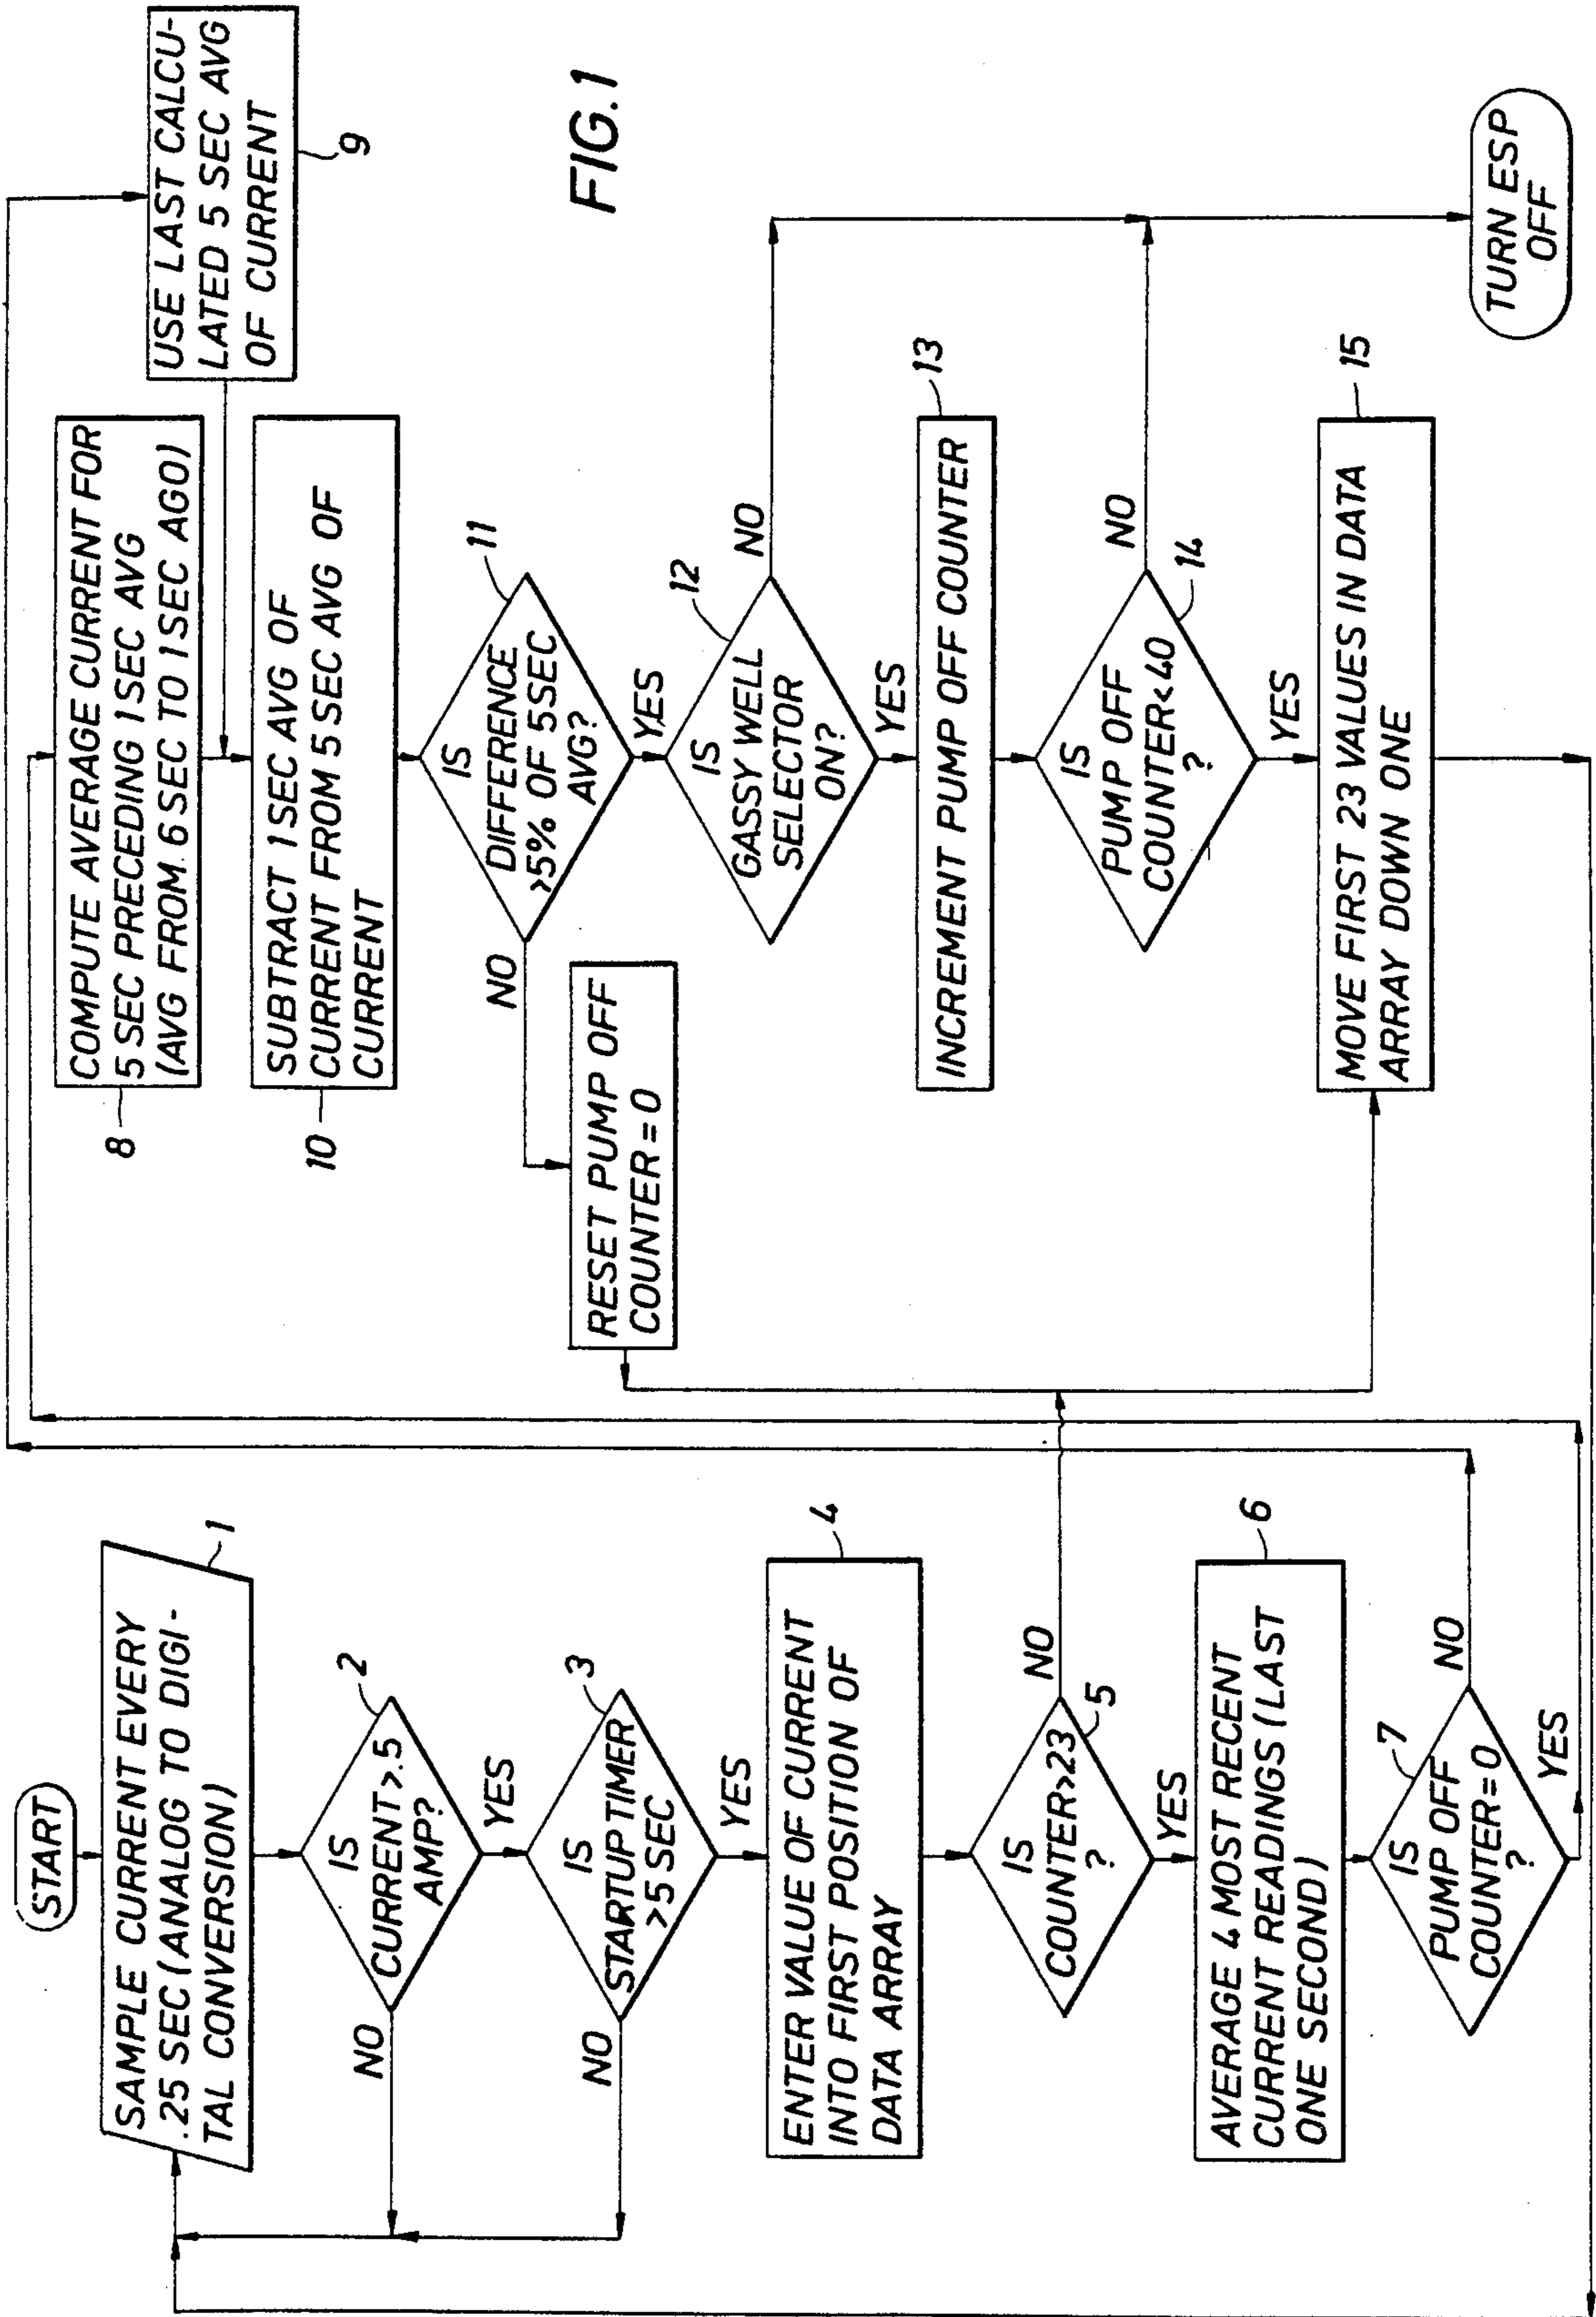 START
SAMPLE CURRENT EVERY
.25 SEC (ANALOG TO DIGI-
TAL CONVERSION)
1
IS
CURRENT >.5
AMP?
2
NO
YES
IS
STARTUP TIMER
>5 SEC
3
NO
YES
ENTER VALUE OF CURRENT
INTO FIRST POSITION OF
DATA ARRAY
4
IS
COUNTER>23
?
5
NO
YES
AVERAGE 4 MOST RECENT
CURRENT READINGS (LAST
ONE SECOND)
6
IS
PUMP OFF
COUNTER=0
?
7
NO
YES
COMPUTE AVERAGE CURRENT FOR
5 SEC PRECEDING 1 SEC AVG
(AVG FROM 6 SEC TO 1 SEC AGO)
8
USE LAST CALCU-
LATED 5 SEC AVG
OF CURRENT
9
SUBTRACT 1 SEC AVG OF
CURRENT FROM 5 SEC AVG OF
CURRENT
10
IS
DIFFERENCE
>5% OF 5 SEC
AVG?
11
NO
YES
RESET PUMP OFF
COUNTER = 0
IS
GASSY WELL
SELECTOR
ON?
12
NO
YES
INCREMENT PUMP OFF COUNTER
13
IS
PUMP OFF
COUNTER<40
?
14
NO
YES
MOVE FIRST 23 VALUES IN DATA
ARRAY DOWN ONE
15
TURN ESP
OFF
FIG.1